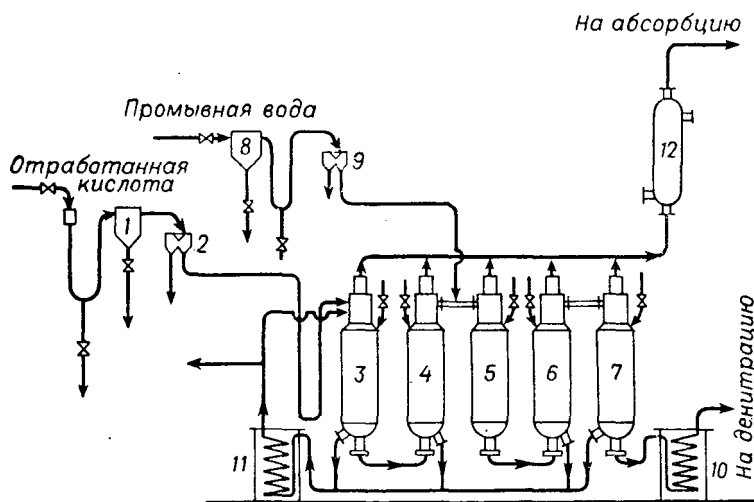 На абсорбцию
Промывная вода
8
9
12
Отработанная
кислота
1
2
3
4
5
6
7
11
10
На денитрацию